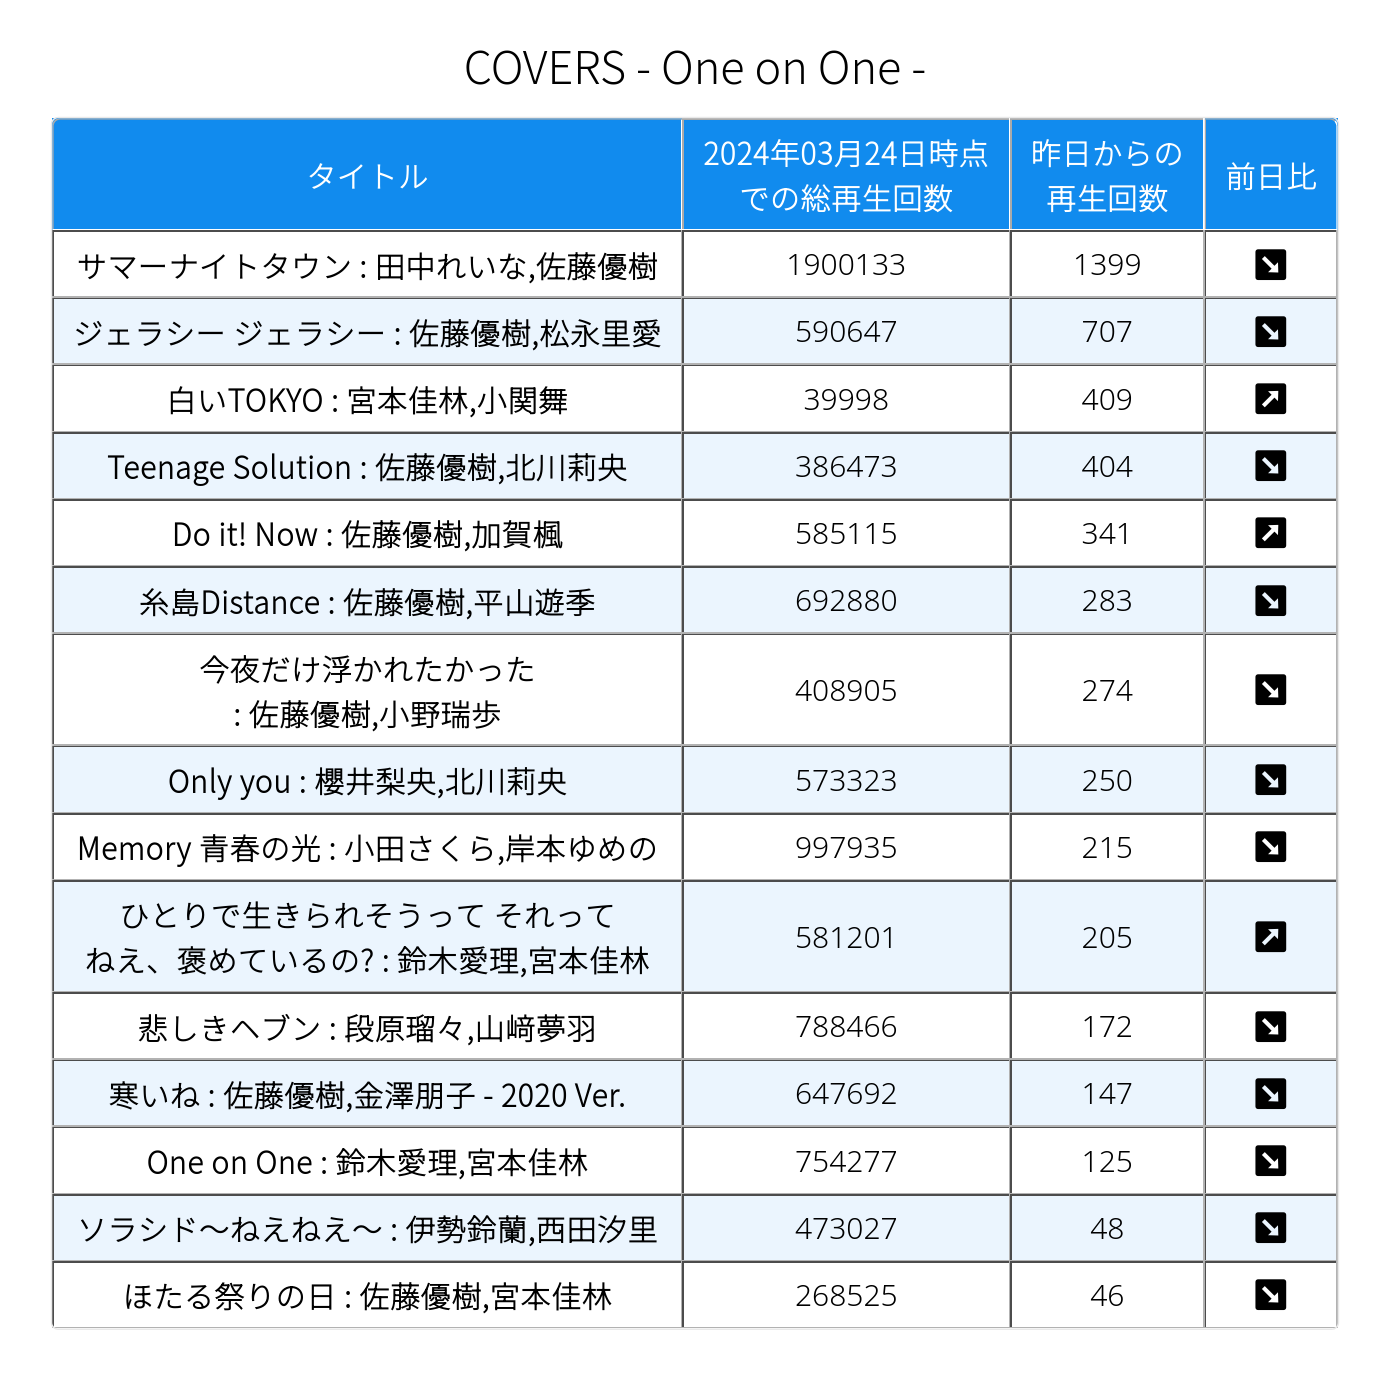 COVERS - One on One -
タイトル
2024年03月24日時点
での総再生回数
昨日からの
再生回数
前日比
サマーナイトタウン : 田中れいな,佐藤優樹 1900133 1399
ジェラシー ジェラシー : 佐藤優樹,松永里愛 590647 707
白いTOKYO : 宮本佳林,小関舞 39998 409
Teenage Solution : 佐藤優樹,北川莉央 386473 404
Do it! Now : 佐藤優樹,加賀楓 585115 341
糸島Distance : 佐藤優樹,平山遊季 692880 283
今夜だけ浮かれたかった
: 佐藤優樹,小野瑞歩 408905 274
Only you : 櫻井梨央,北川莉央 573323 250
Memory 青春の光 : 小田さくら,岸本ゆめの 997935 215
ひとりで生きられそうって それって
ねえ、褒めているの? : 鈴木愛理,宮本佳林 581201 205
悲しきヘブン : 段原瑠々,山﨑夢羽 788466 172
寒いね : 佐藤優樹,金澤朋子 - 2020 Ver. 647692 147
One on One : 鈴木愛理,宮本佳林 754277 125
ソラシド～ねえねえ～ : 伊勢鈴蘭,西田汐里 473027 48
ほたる祭りの日 : 佐藤優樹,宮本佳林 268525 46